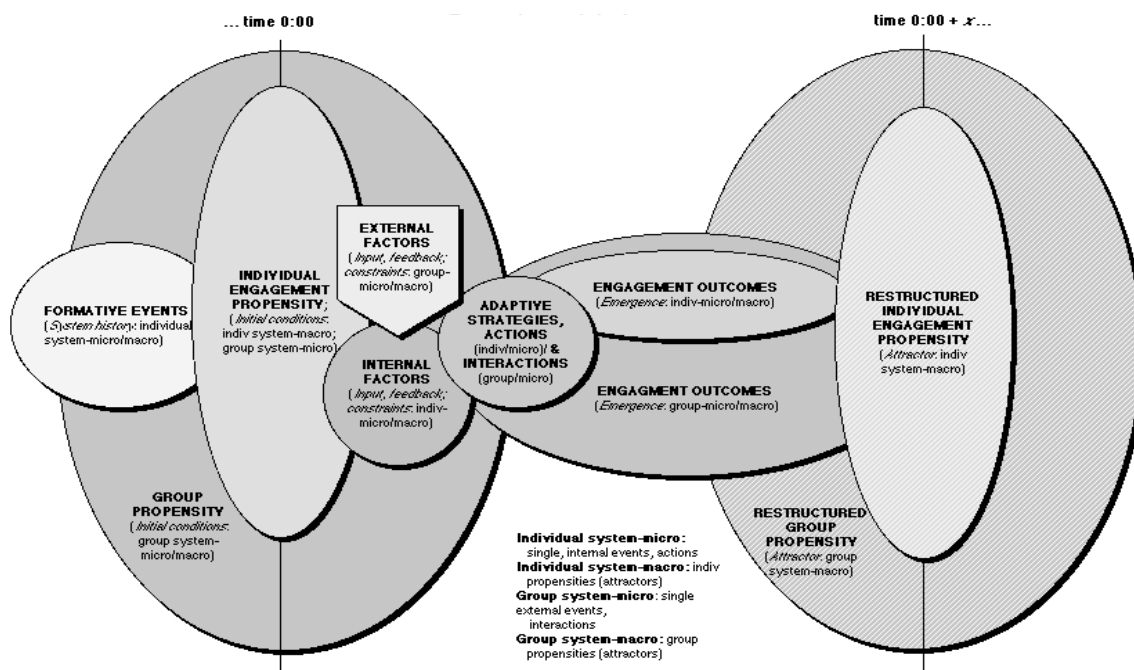 ... time 0:00
time 0:00 + x...
FORMATIVE EVENTS
(System history: individual
system-micro/macro)
INDIVIDUAL
ENGAGEMENT
PROPENSITY;
(Initial conditions:
indiv system-macro;
group system-micro)
EXTERNAL
FACTORS
(Input, feedback;
constraints: group-
micro/macro)
INTERNAL
FACTORS
(Input, feedback;
constraints: indiv-
micro/macro)
ADAPTIVE
STRATEGIES,
ACTIONS
(indiv/micro)/ &
INTERACTIONS
(group/micro)
ENGAGEMENT OUTCOMES
(Emergence: indiv-micro/macro)
ENGAGMENT OUTCOMES
(Emergence: group-micro/macro)
RESTRUCTURED
INDIVIDUAL
ENGAGEMENT
PROPENSITY
(Attractor: indiv
system-macro)
GROUP
PROPENSITY
(Initial conditions:
group system-
micro/macro)
RESTRUCTURED
GROUP
PROPENSITY
(Attractor: group
system-macro)
Individual system-micro:
single, internal events, actions
Individual system-macro: indiv
propensities (attractors)
Group system-micro: single
external events,
interactions
Group system-macro: group
propensities (attractors)